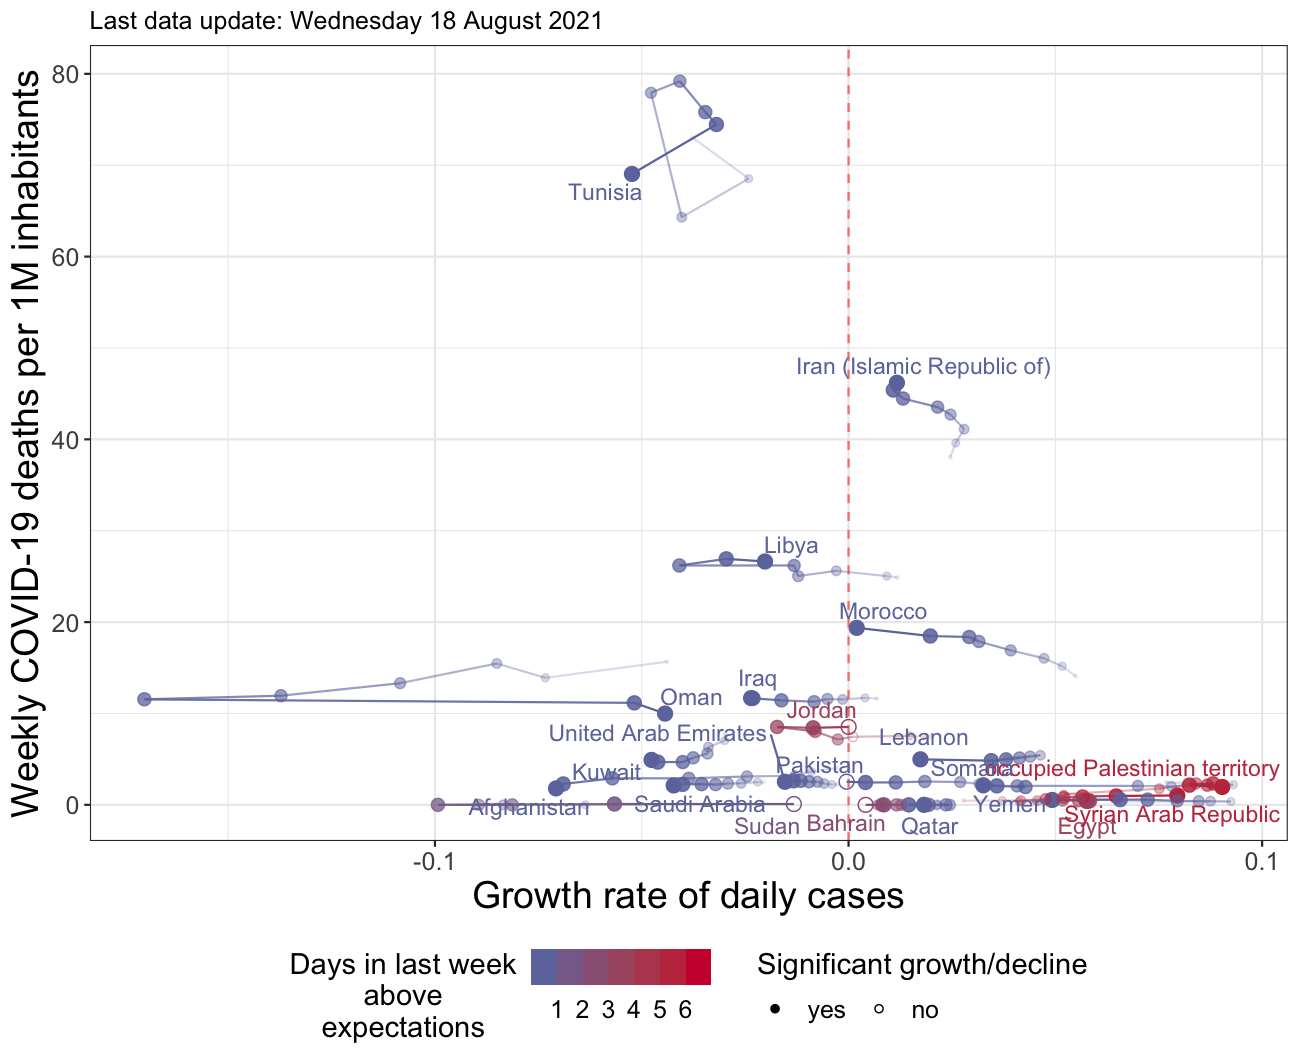 Last data update: Wednesday 18 August 2021
Weekly COVID-19 deaths per 1M inhabitants
80
60
40
20
0
Tunisia
Iran (Islamic Republic of)
Libya
Morocco
Iraq
Oman
Jordan
United Arab Emirates
Lebanon
Pakistan
Somalia
occupied Palestinian territory
Kuwait
Afghanistan
Saudi Arabia
Yemen
Syrian Arab Republic
Sudan
Bahrain
Qatar
Egypt
-0.1
0.0
0.1
Growth rate of daily cases
Days in last week
above
expectations
1 2 3 4 5 6
Significant growth/decline
yes
no